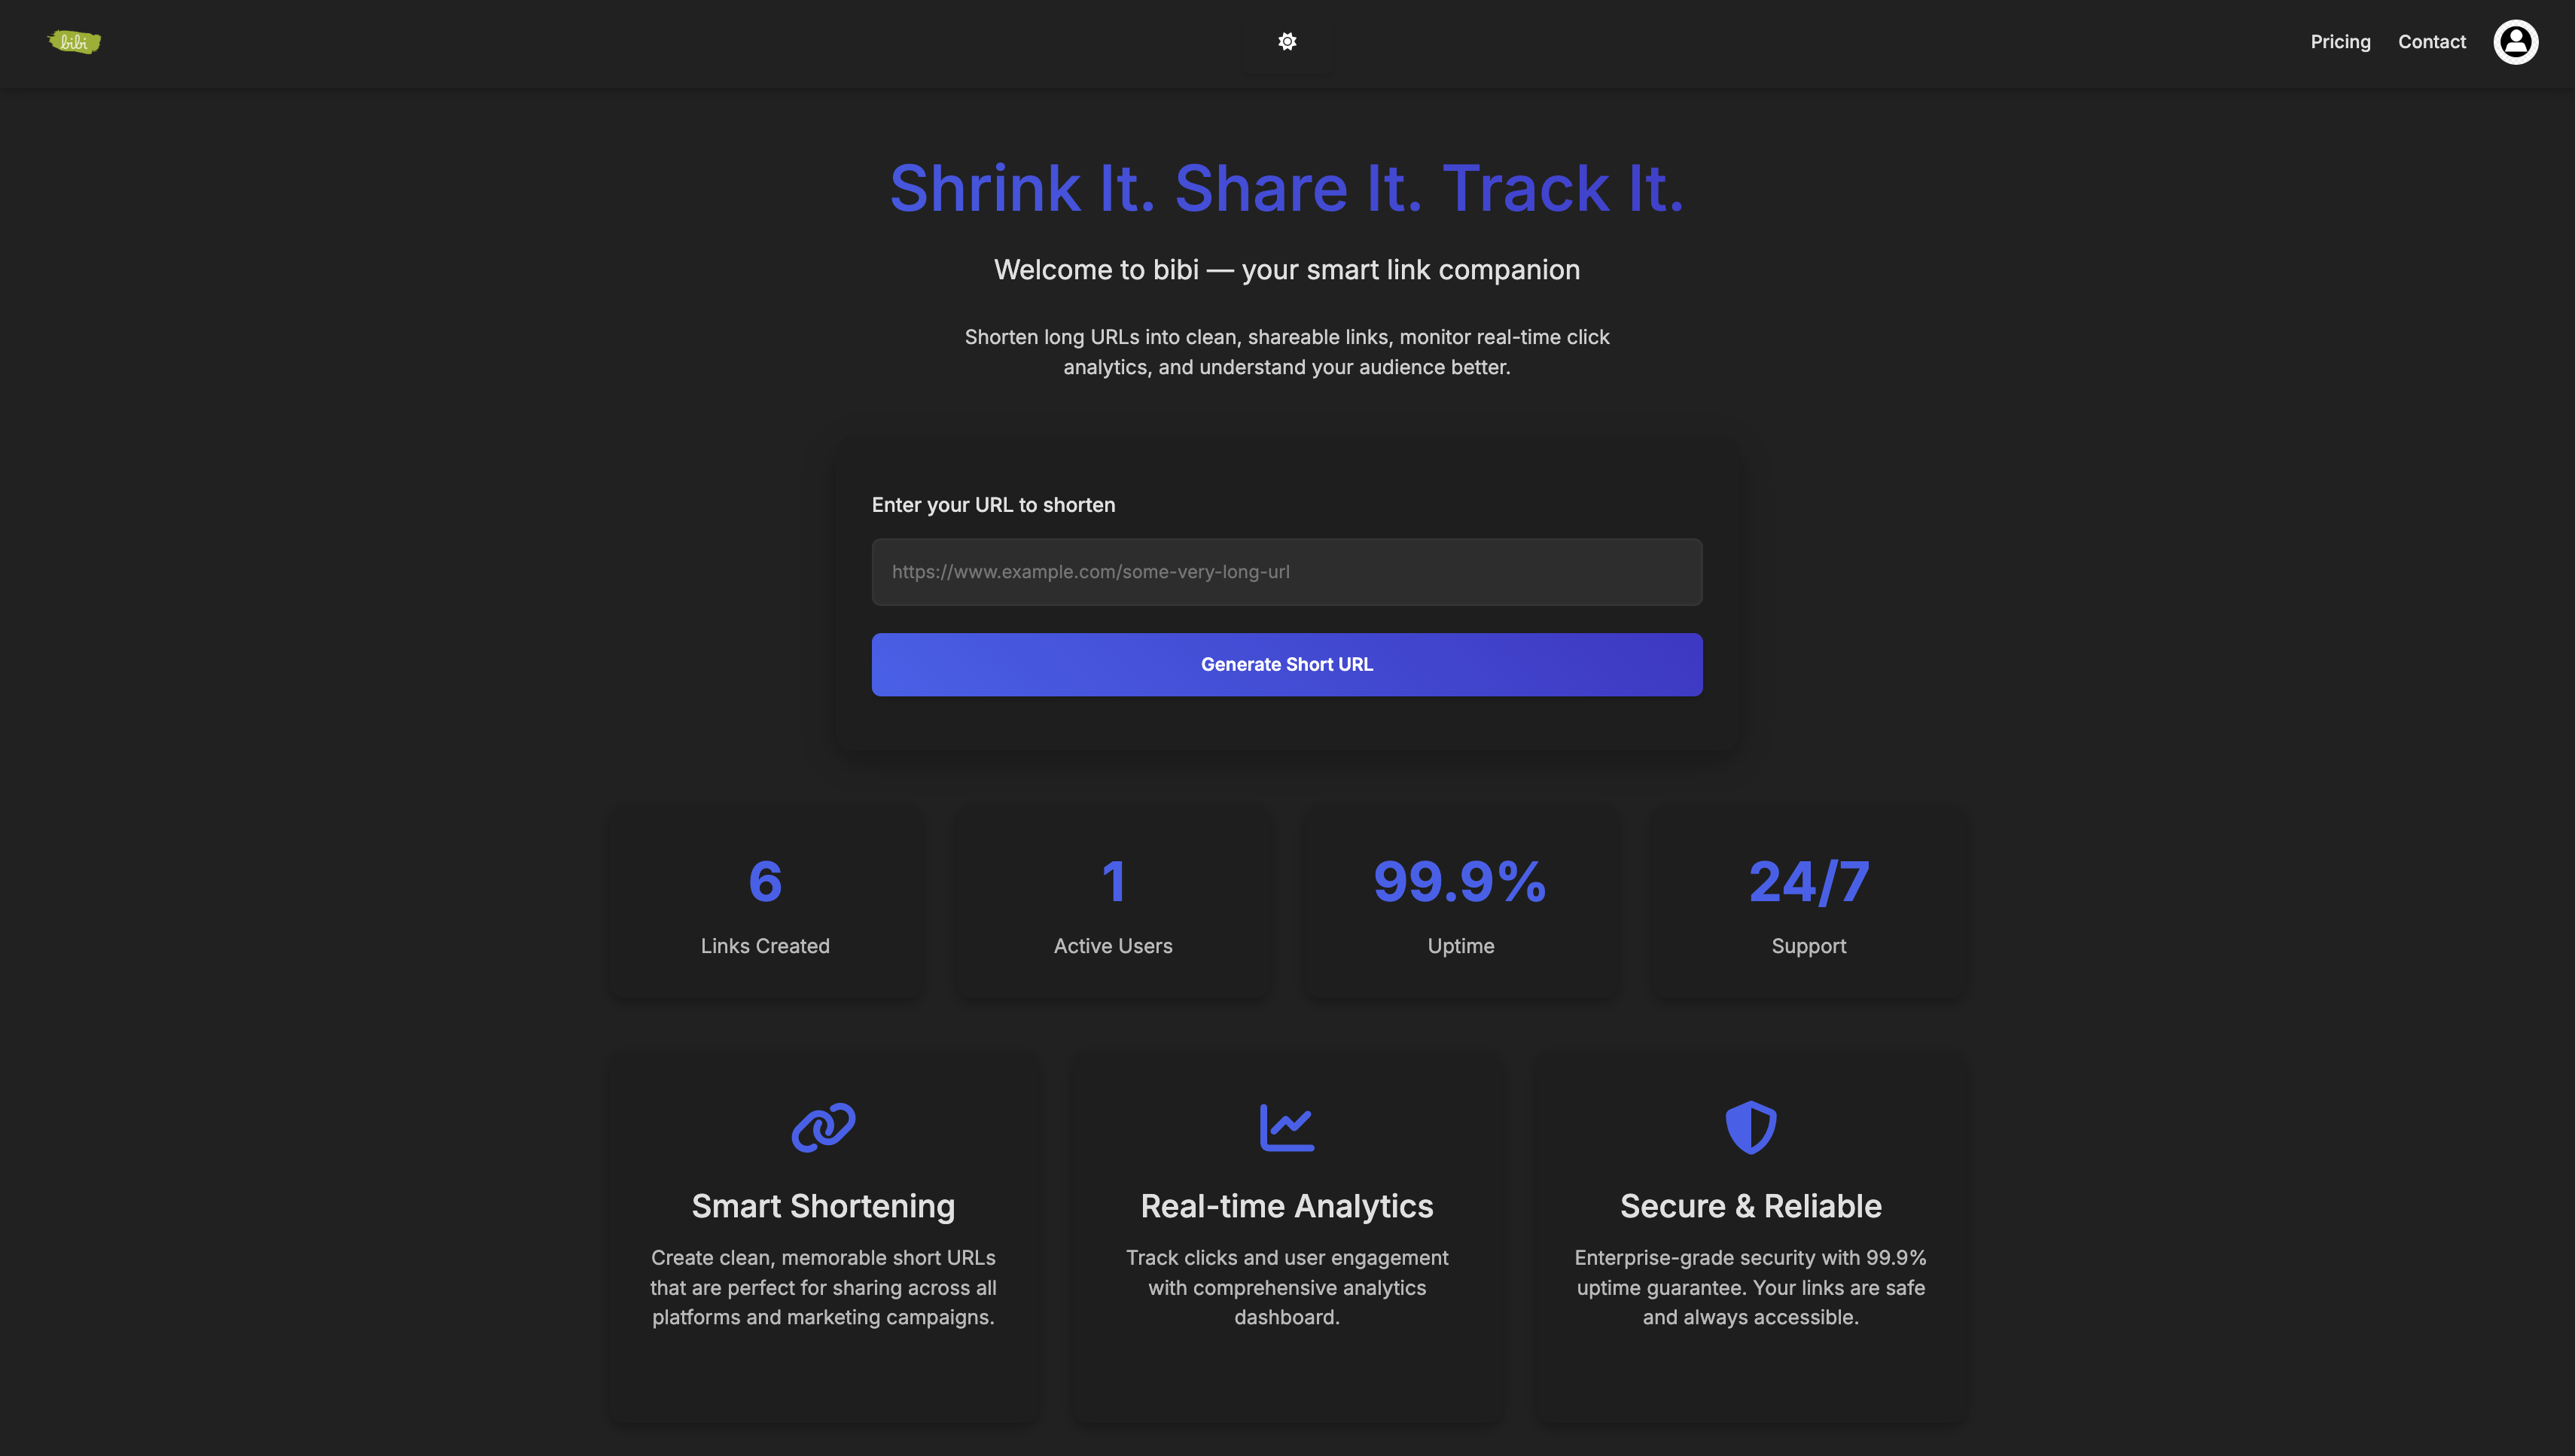 bibi
Pricing
Contact
Shrink It. Share It. Track It.
Welcome to bibi — your smart link companion
Shorten long URLs into clean, shareable links, monitor real-time click
analytics, and understand your audience better.
Enter your URL to shorten
https://www.example.com/some-very-long-url
Generate Short URL
6
Links Created
1
Active Users
99.9%
Uptime
24/7
Support
Smart Shortening
Create clean, memorable short URLs
that are perfect for sharing across all
platforms and marketing campaigns.
Real-time Analytics
Track clicks and user engagement
with comprehensive analytics
dashboard.
Secure & Reliable
Enterprise-grade security with 99.9%
uptime guarantee. Your links are safe
and always accessible.